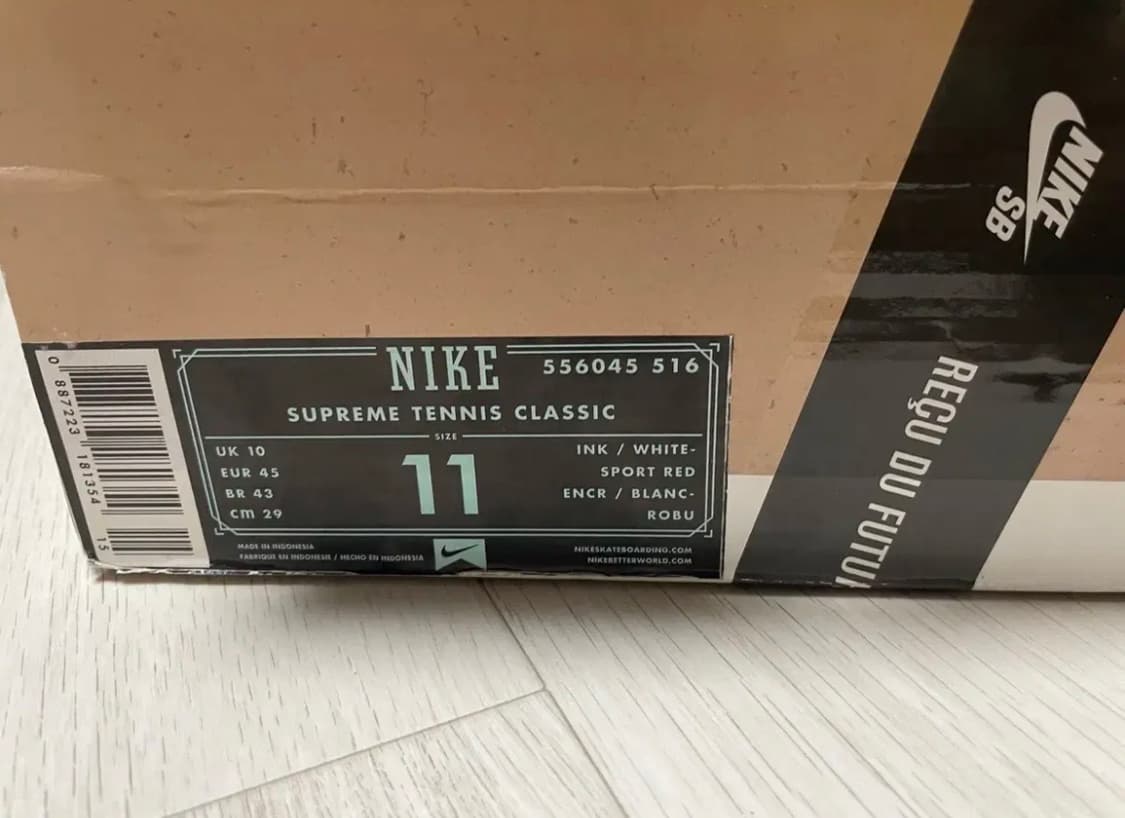 NIKE
SB
REÇU DU FUTUR
NIKE 556045 516
SUPREME TENNIS CLASSIC
SIZE
UK 10
EUR 45
BR 43
cm 29
11
INK / WHITE-
SPORT RED
ENCR / BLANC-
ROBU
MADE IN INDONESIA
FABRIQUE EN INDONESIE / HECHO EN INDONESIA
NIKESKATEBOARDING.COM
NIKEBETTERWORLD.COM
0 887223 181354 15